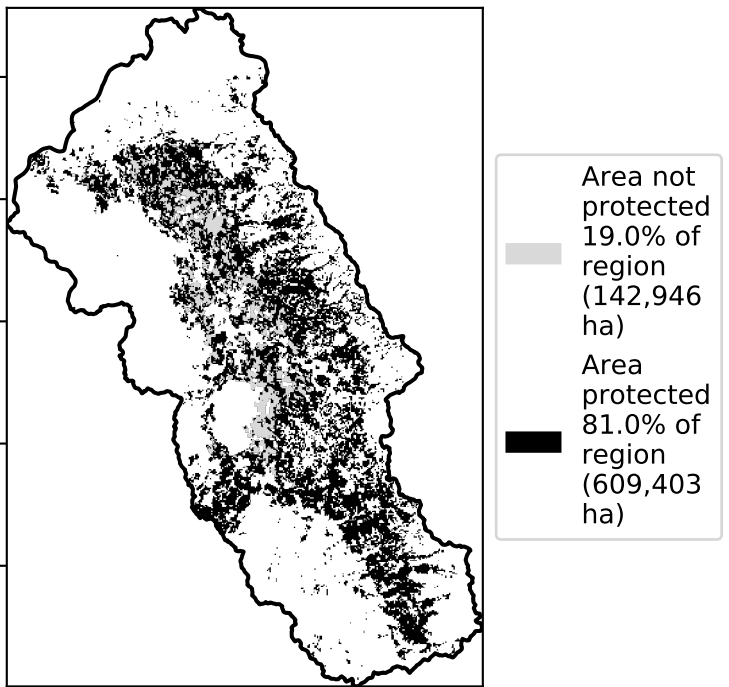 Area not
protected
19.0% of
region
(142,946
ha)
Area
protected
81.0% of
region
(609,403
ha)